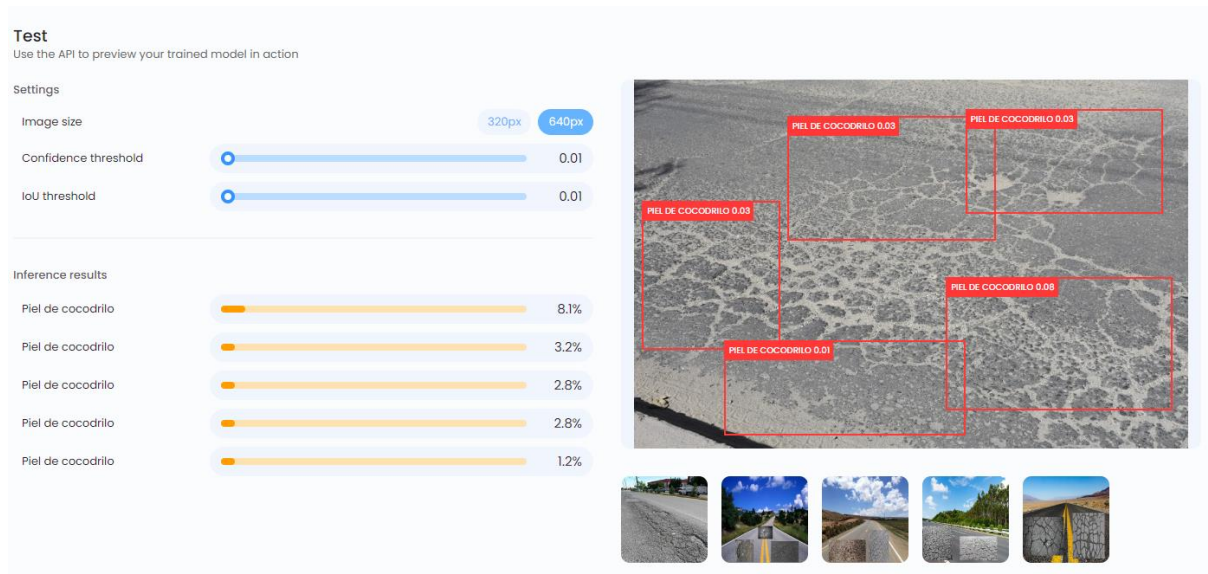 Test
Use the API to preview your trained model in action
Settings
Image size 320px 640px
Confidence threshold 0.01
IoU threshold 0.01
Inference results
Piel de cocodrilo 8.1%
Piel de cocodrilo 3.2%
Piel de cocodrilo 2.8%
Piel de cocodrilo 2.8%
Piel de cocodrilo 1.2%
PIEL DE COCODRILO 0.03
PIEL DE COCODRILO 0.03
PIEL DE COCODRILO 0.03
PIEL DE COCODRILO 0.08
PIEL DE COCODRILO 0.01